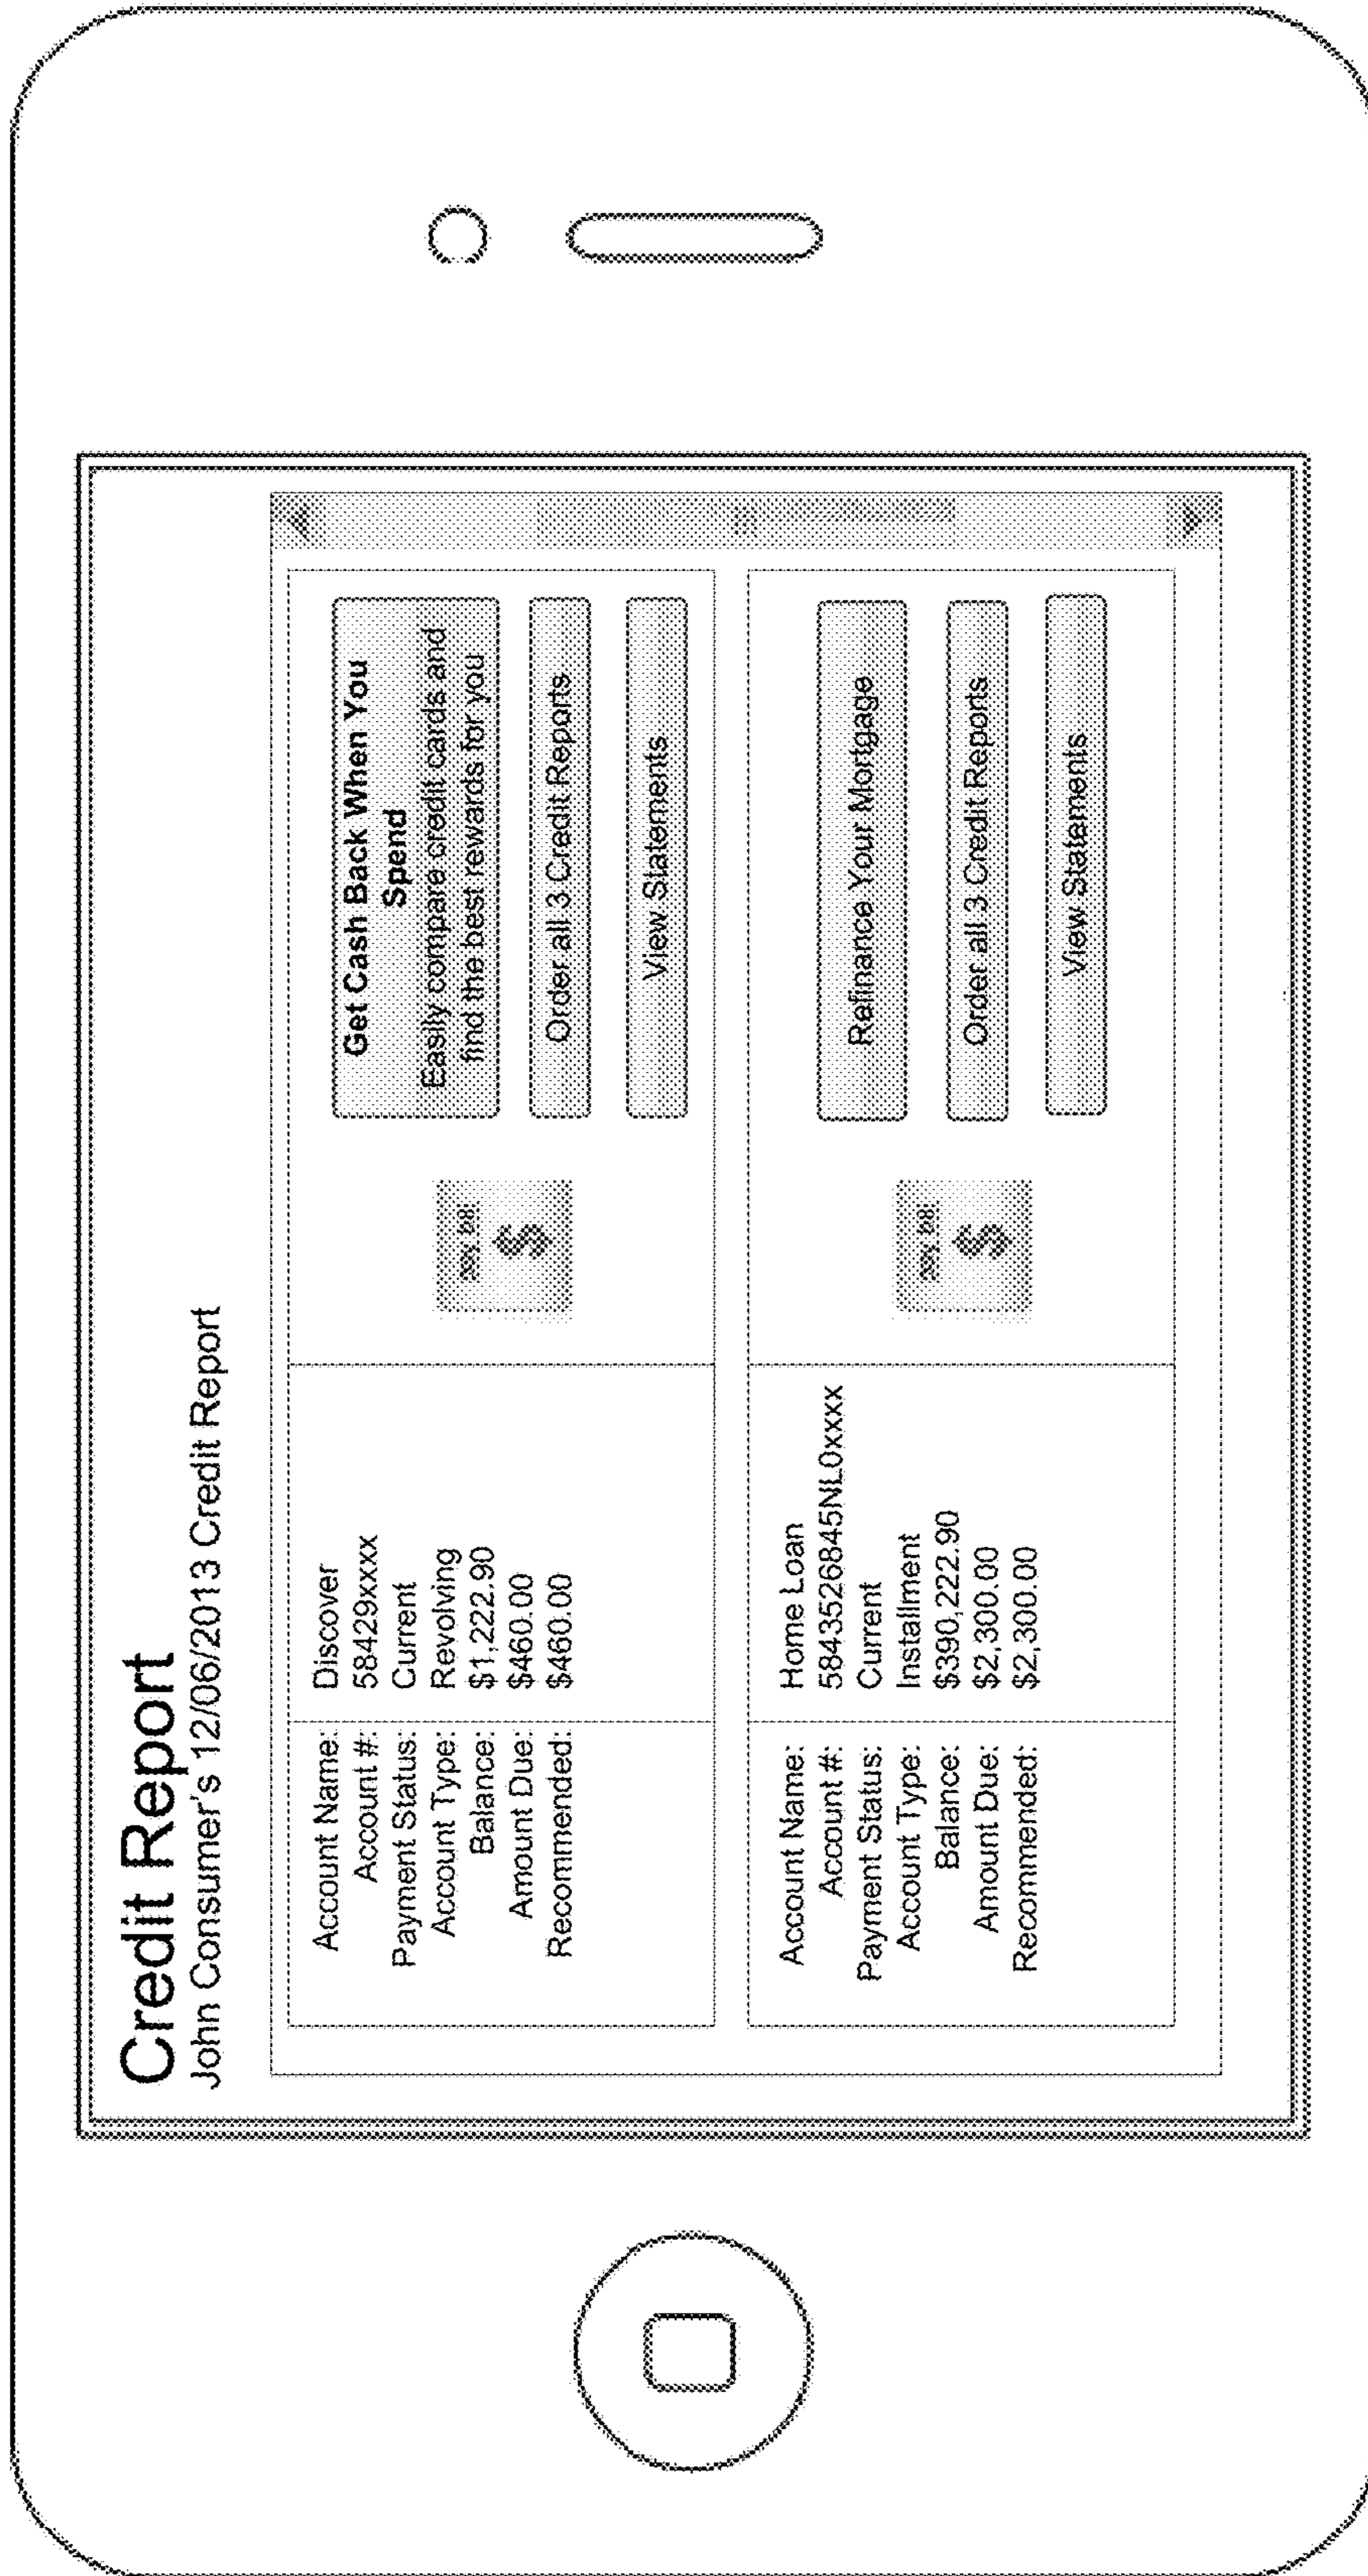 Credit Report
John Consumer's 12/06/2013 Credit Report
Account Name: Discover
Account #: 58429xxxx
Payment Status: Current
Account Type: Revolving
Balance: $1,222.90
Amount Due: $460.00
Recommended: $460.00
pay bill
$
Get Cash Back When You
Spend
Easily compare credit cards and
find the best rewards for you
Order all 3 Credit Reports
View Statements
Account Name: Home Loan
Account #: 5843526845NL0xxxx
Payment Status: Current
Account Type: Installment
Balance: $390,222.90
Amount Due: $2,300.00
Recommended: $2,300.00
pay bill
$
Refinance Your Mortgage
Order all 3 Credit Reports
View Statements